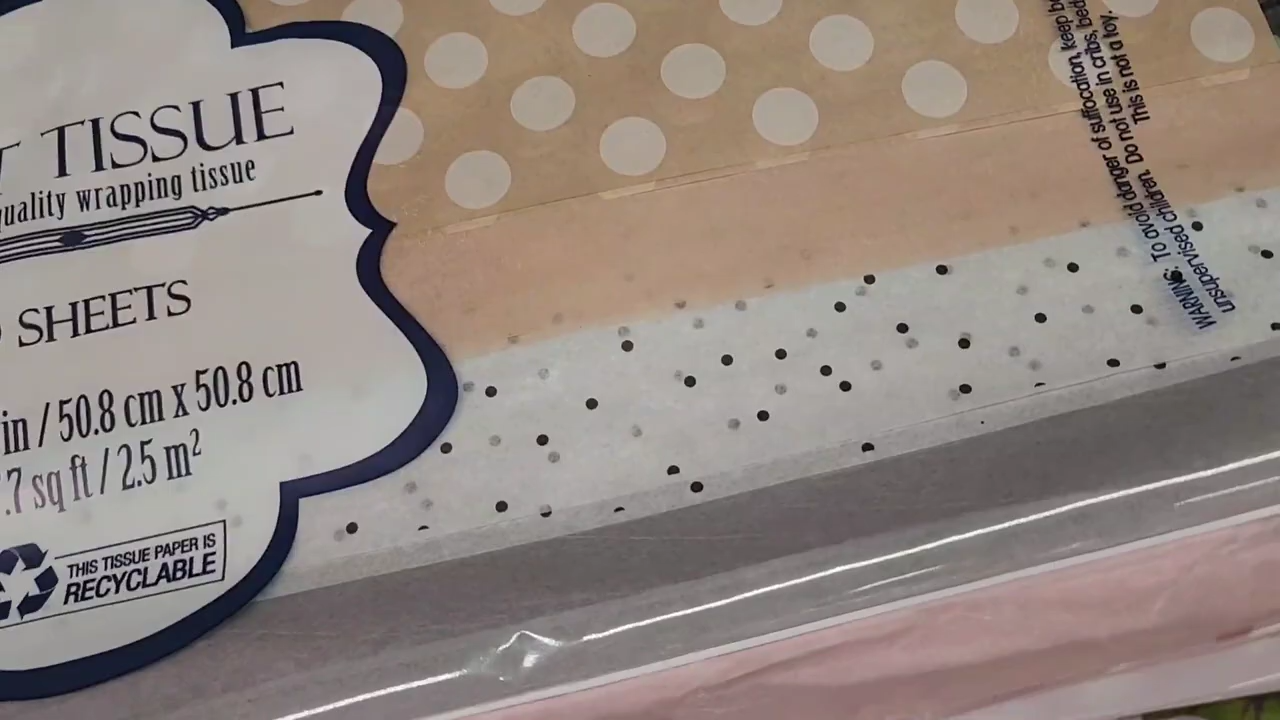 TISSUE
quality wrapping tissue
SHEETS
in / 50.8 cm x 50.8 cm
.7 sq ft / 2.5 m²
THIS TISSUE PAPER IS
RECYCLABLE
WARNING: To avoid danger of suffocation, keep
unsupervised children. Do not use in cribs,
This is not a toy.